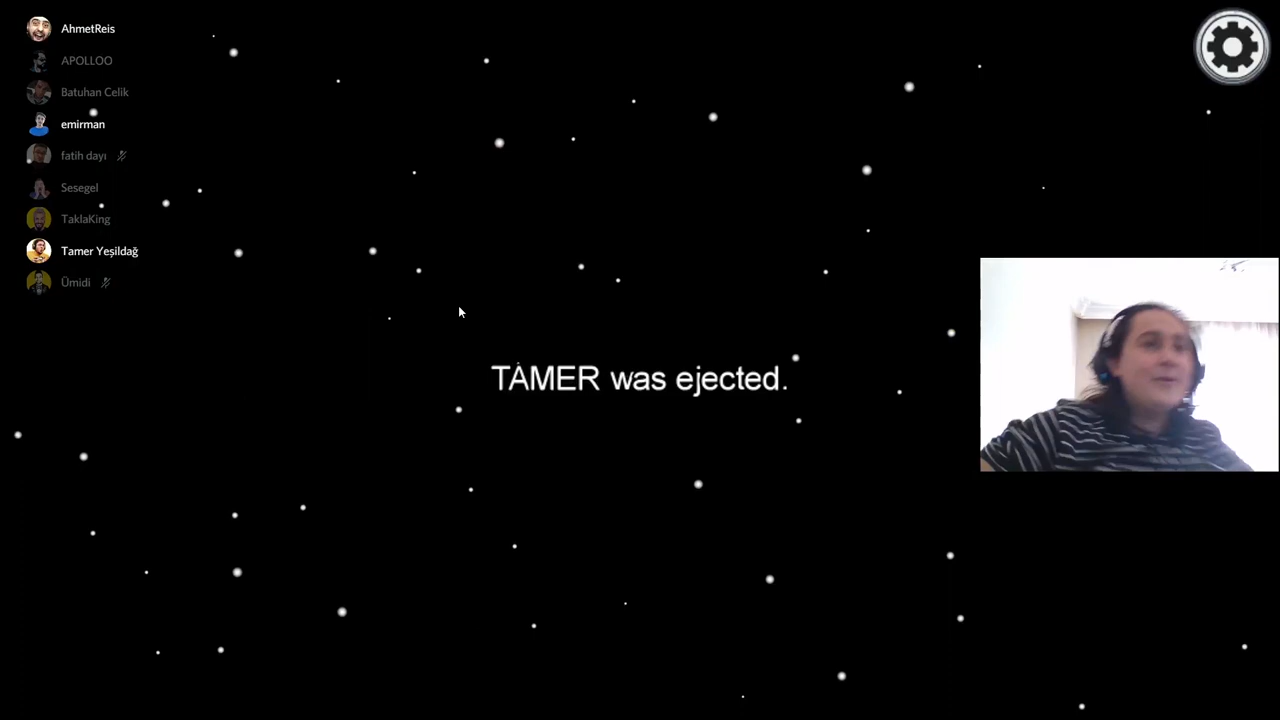 AhmetReis
APOLLOO
Batuhan Celik
emirman
fatih dayı
Sesegel
TaklaKing
Tamer Yeşildağ
Ümidi
TAMER was ejected.